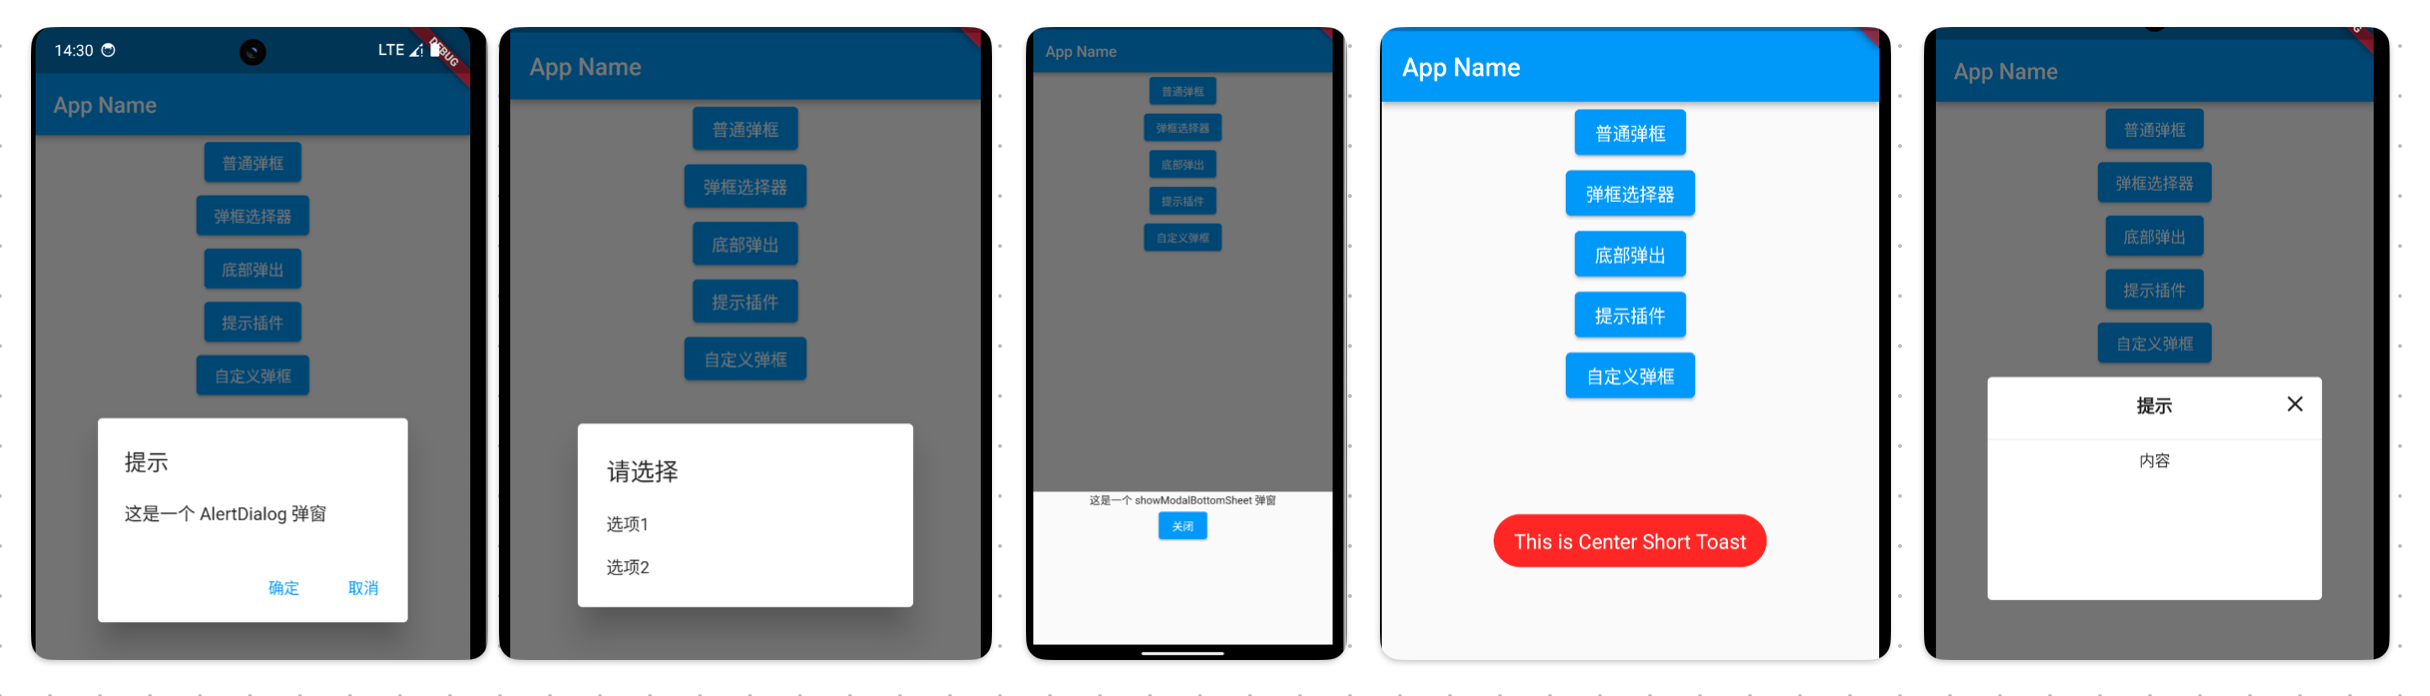 14:30
LTE
DEBUG
App Name
普通弹框
弹框选择器
底部弹出
提示插件
自定义弹框
提示
这是一个 AlertDialog 弹窗
确定 取消
App Name
普通弹框
弹框选择器
底部弹出
提示插件
自定义弹框
请选择
选项1
选项2
App Name
普通弹框
弹框选择器
底部弹出
提示插件
自定义弹框
这是一个 showModalBottomSheet 弹窗
关闭
App Name
普通弹框
弹框选择器
底部弹出
提示插件
自定义弹框
This is Center Short Toast
G
App Name
普通弹框
弹框选择器
底部弹出
提示插件
自定义弹框
提示
内容